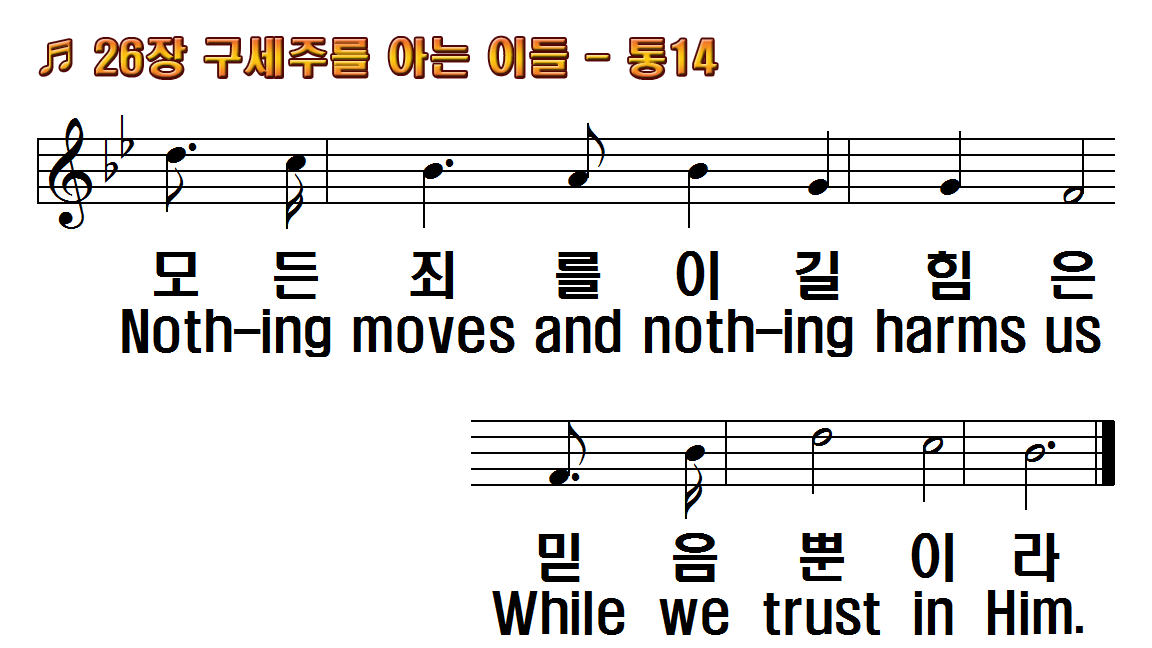 ♬ 26장 구세주를 아는 이들 - 통14
모 든 죄 를 이 길 힘 은
Noth-ing moves and noth-ing harms us
믿 음 뿐 이 라
While we trust in Him.